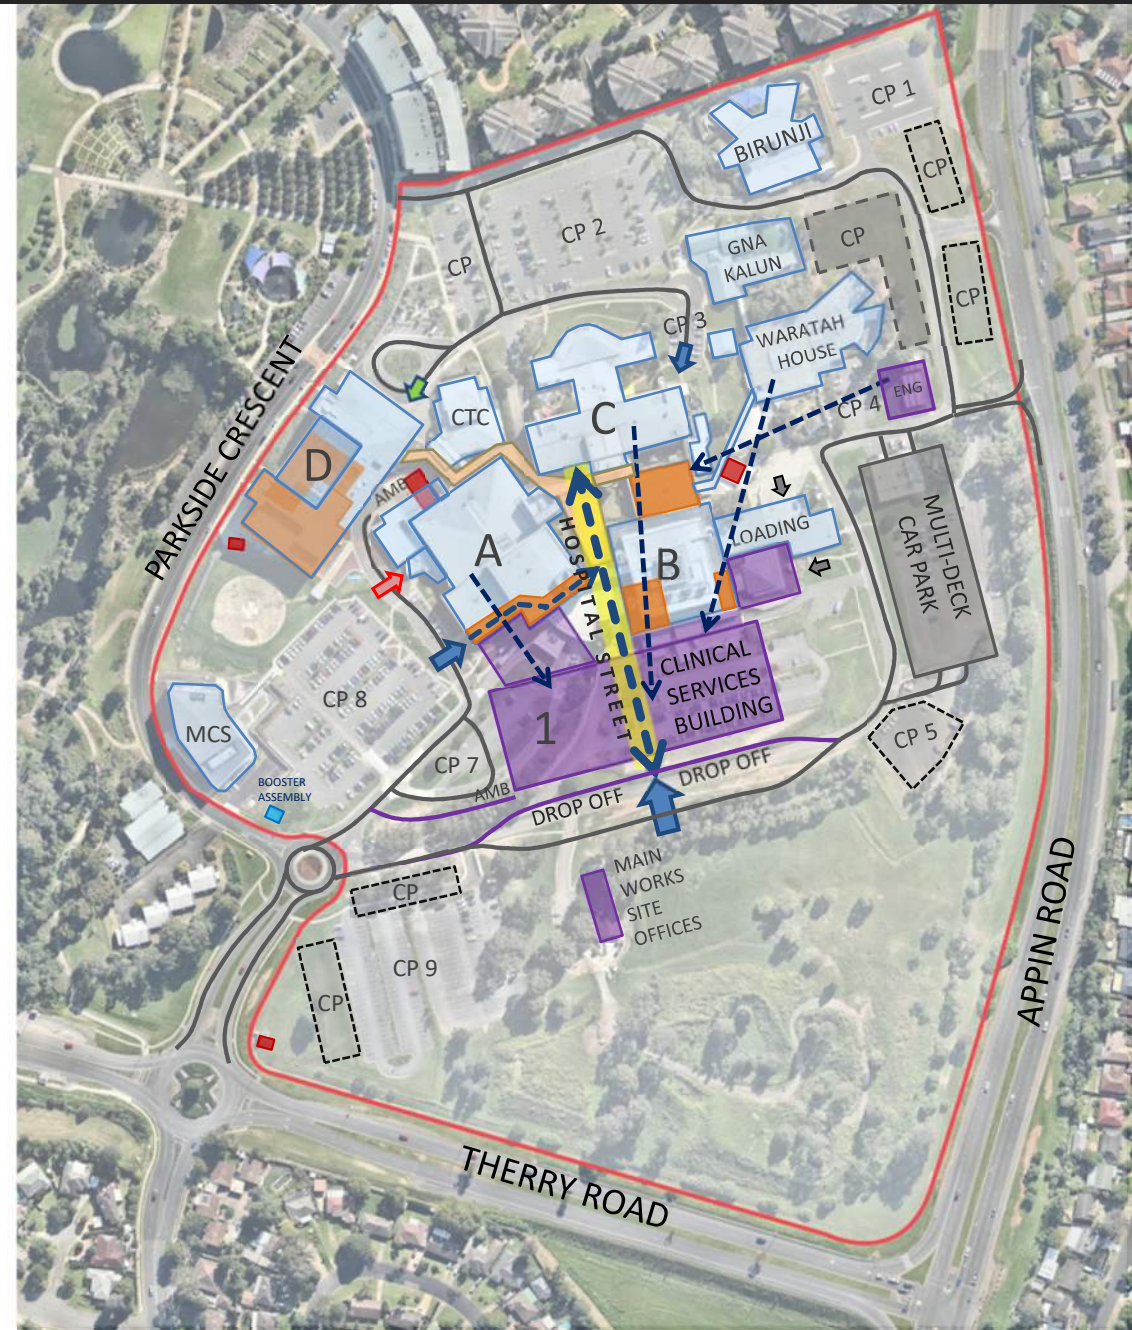 CP 1
BIRUNJI
CP
CP 2
GNA
KALUN
CP
CP
CP
CP 3
WARATAH
HOUSE
ENG
CP 4
CTC
C
D
AMB
PARKSIDE CRESCENT
LOADING
MULTI-DECK
CAR PARK
A
B
HOSPITAL STREET
CLINICAL
SERVICES
BUILDING
1
CP 8
MCS
CP 5
CP 7
BOOSTER
ASSEMBLY
AMB
DROP OFF
DROP OFF
MAIN
WORKS
SITE
OFFICES
CP
CP 9
CP
APPIN ROAD
THERRY ROAD